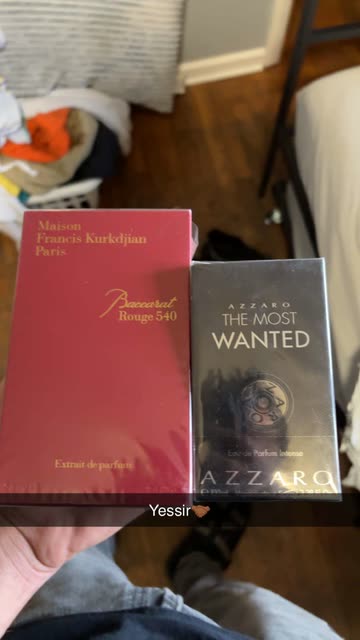 Maison
Francis Kurkdjian
Paris
Baccarat
Rouge 540
Extrait de parfum
AZZARO
THE MOST
WANTED
Eau de Parfum Intense
AZZARO
Yessir